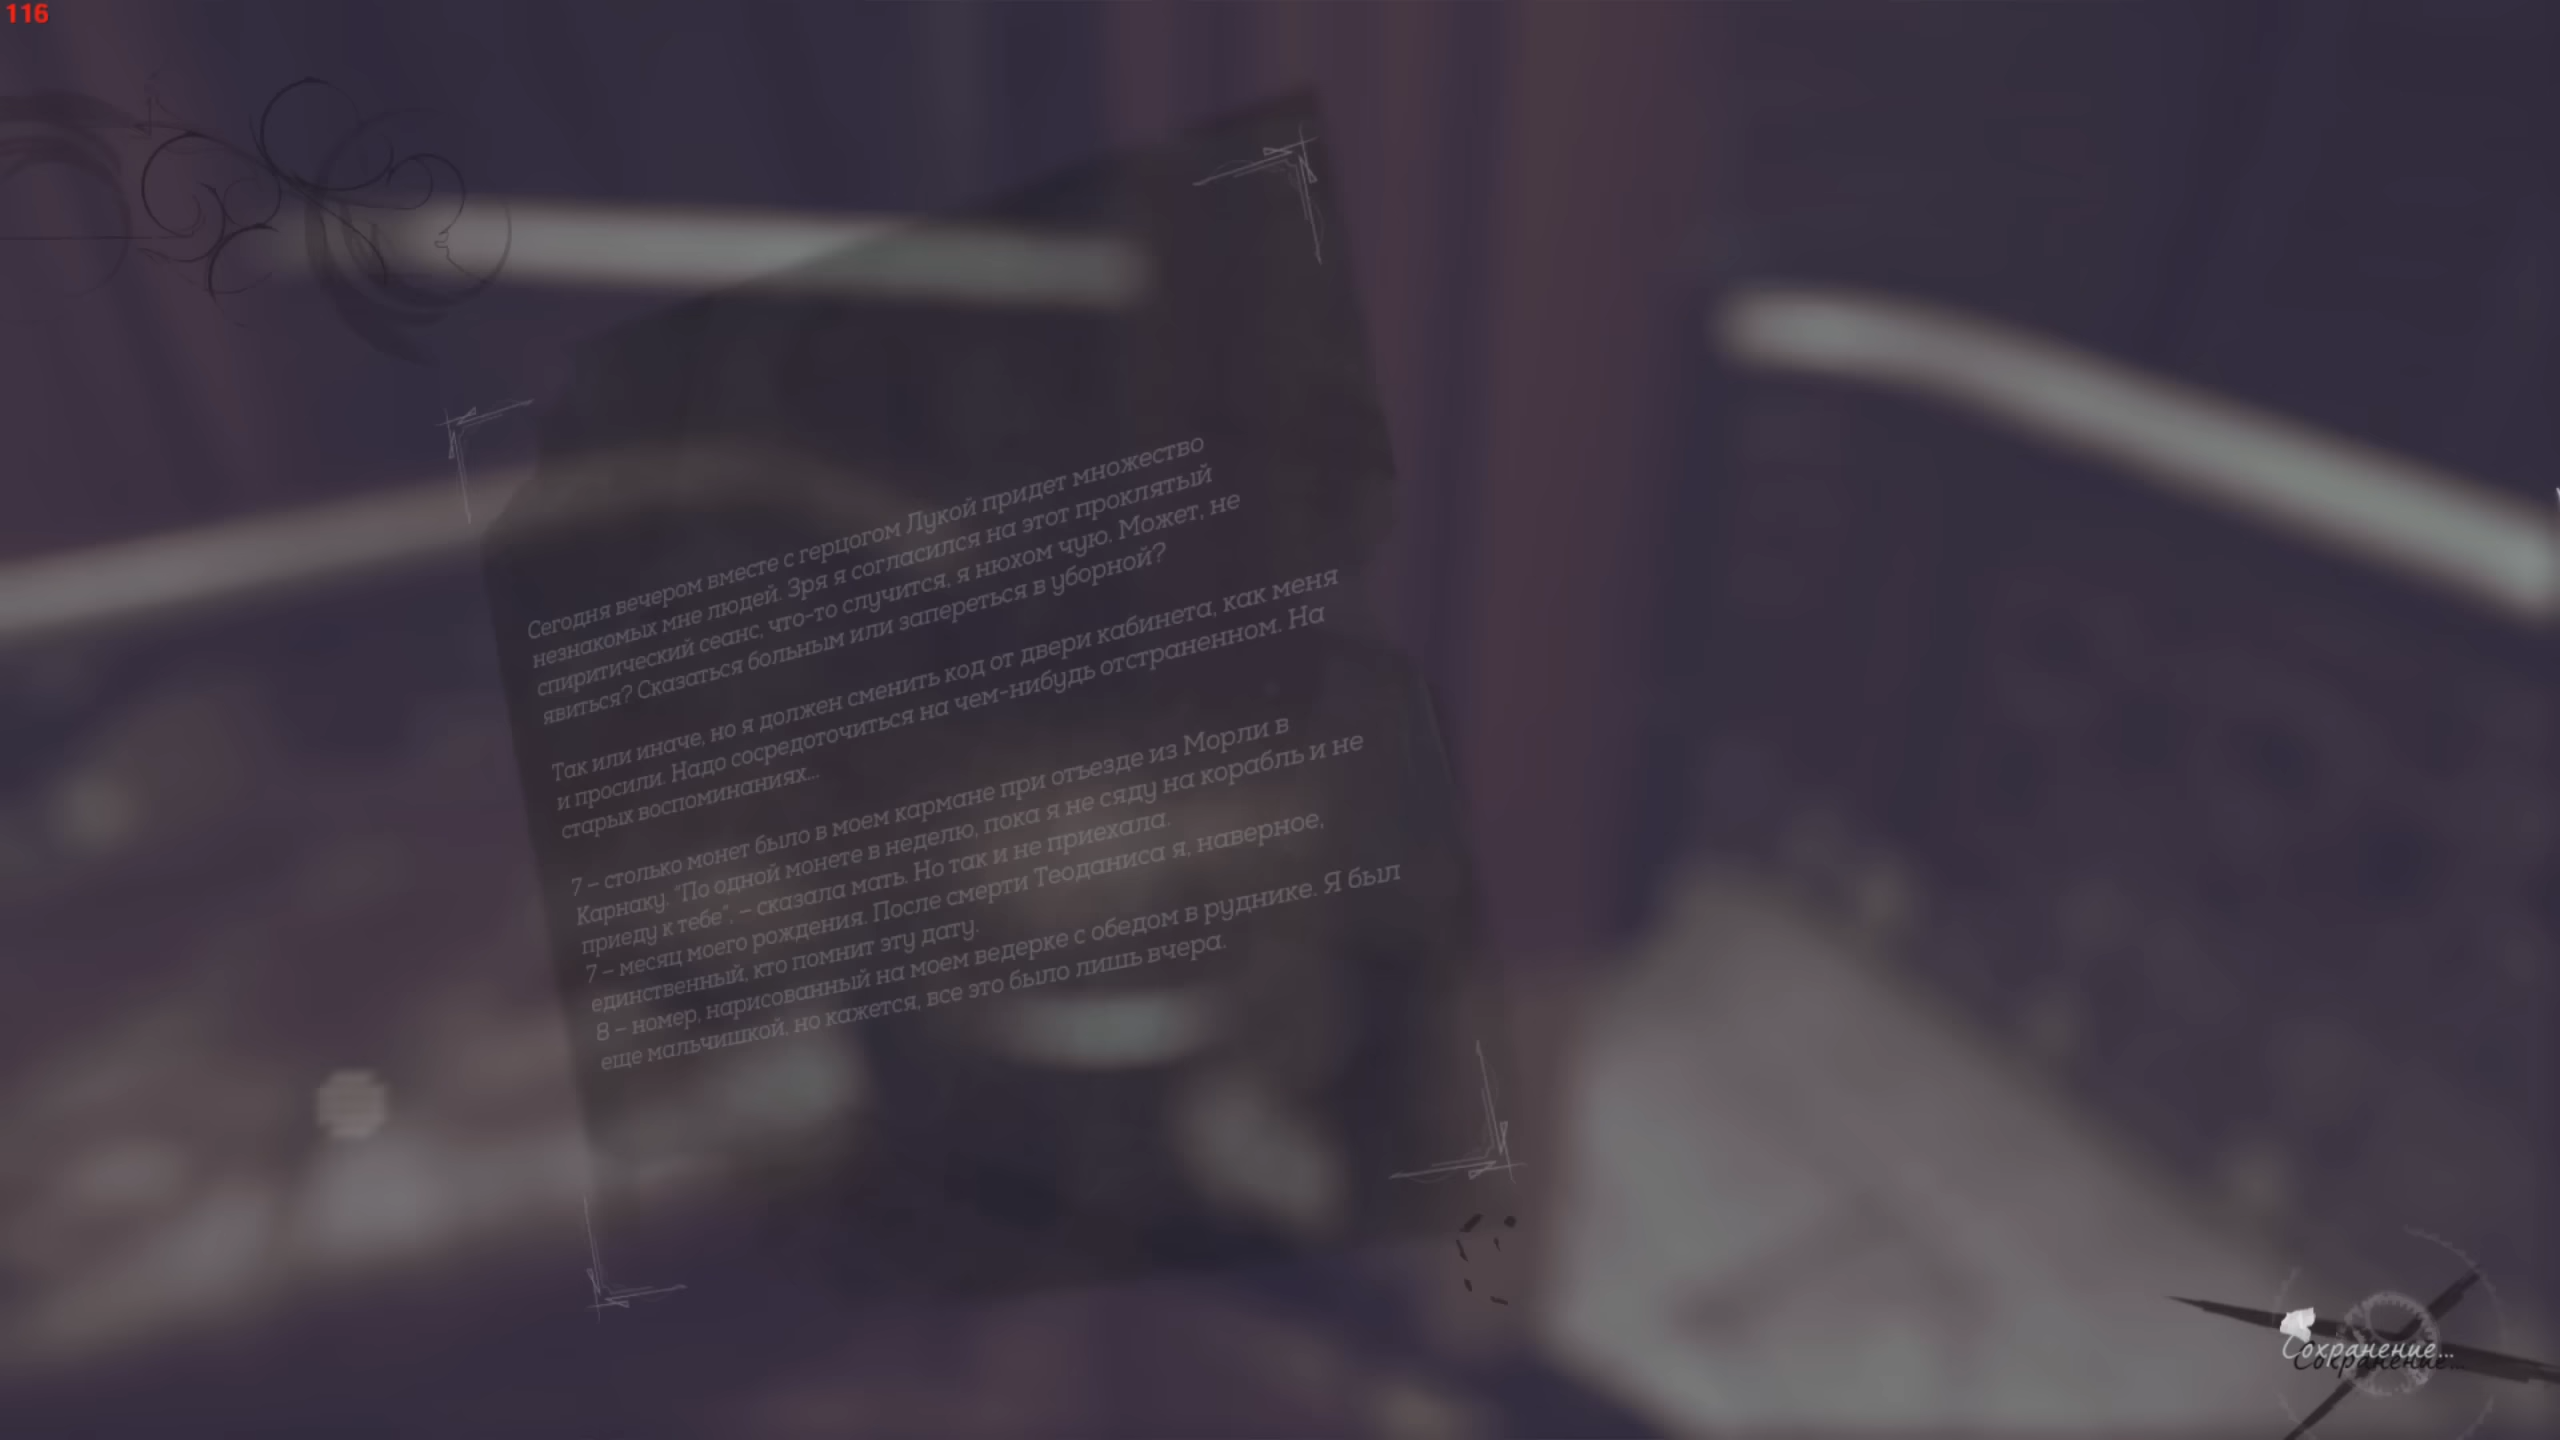 116
Сегодня вечером вместе с герцогом Лукой придет множество
незнакомых мне людей. Зря я согласился на этот проклятый
спиритический сеанс, что-то случится, я нюхом чую. Может, не
явиться? Сказаться больным или запереться в уборной?
Так или иначе, но я должен сменить код от двери кабинета, как меня
и просили. Надо сосредоточиться на чем-нибудь отстраненном. На
старых воспоминаниях...
7 – столько монет было в моем кармане при отъезде из Морли в
Карнаку. "По одной монете в неделю, пока я не сяду на корабль и не
приеду к тебе". – сказала мать. Но так и не приехала.
7 – месяц моего рождения. После смерти Теоданиса я, наверное,
единственный, кто помнит эту дату.
8 – номер, нарисованный на моем ведерке с обедом в руднике. Я был
еще мальчишкой, но кажется, все это было лишь вчера.
Сохранение...